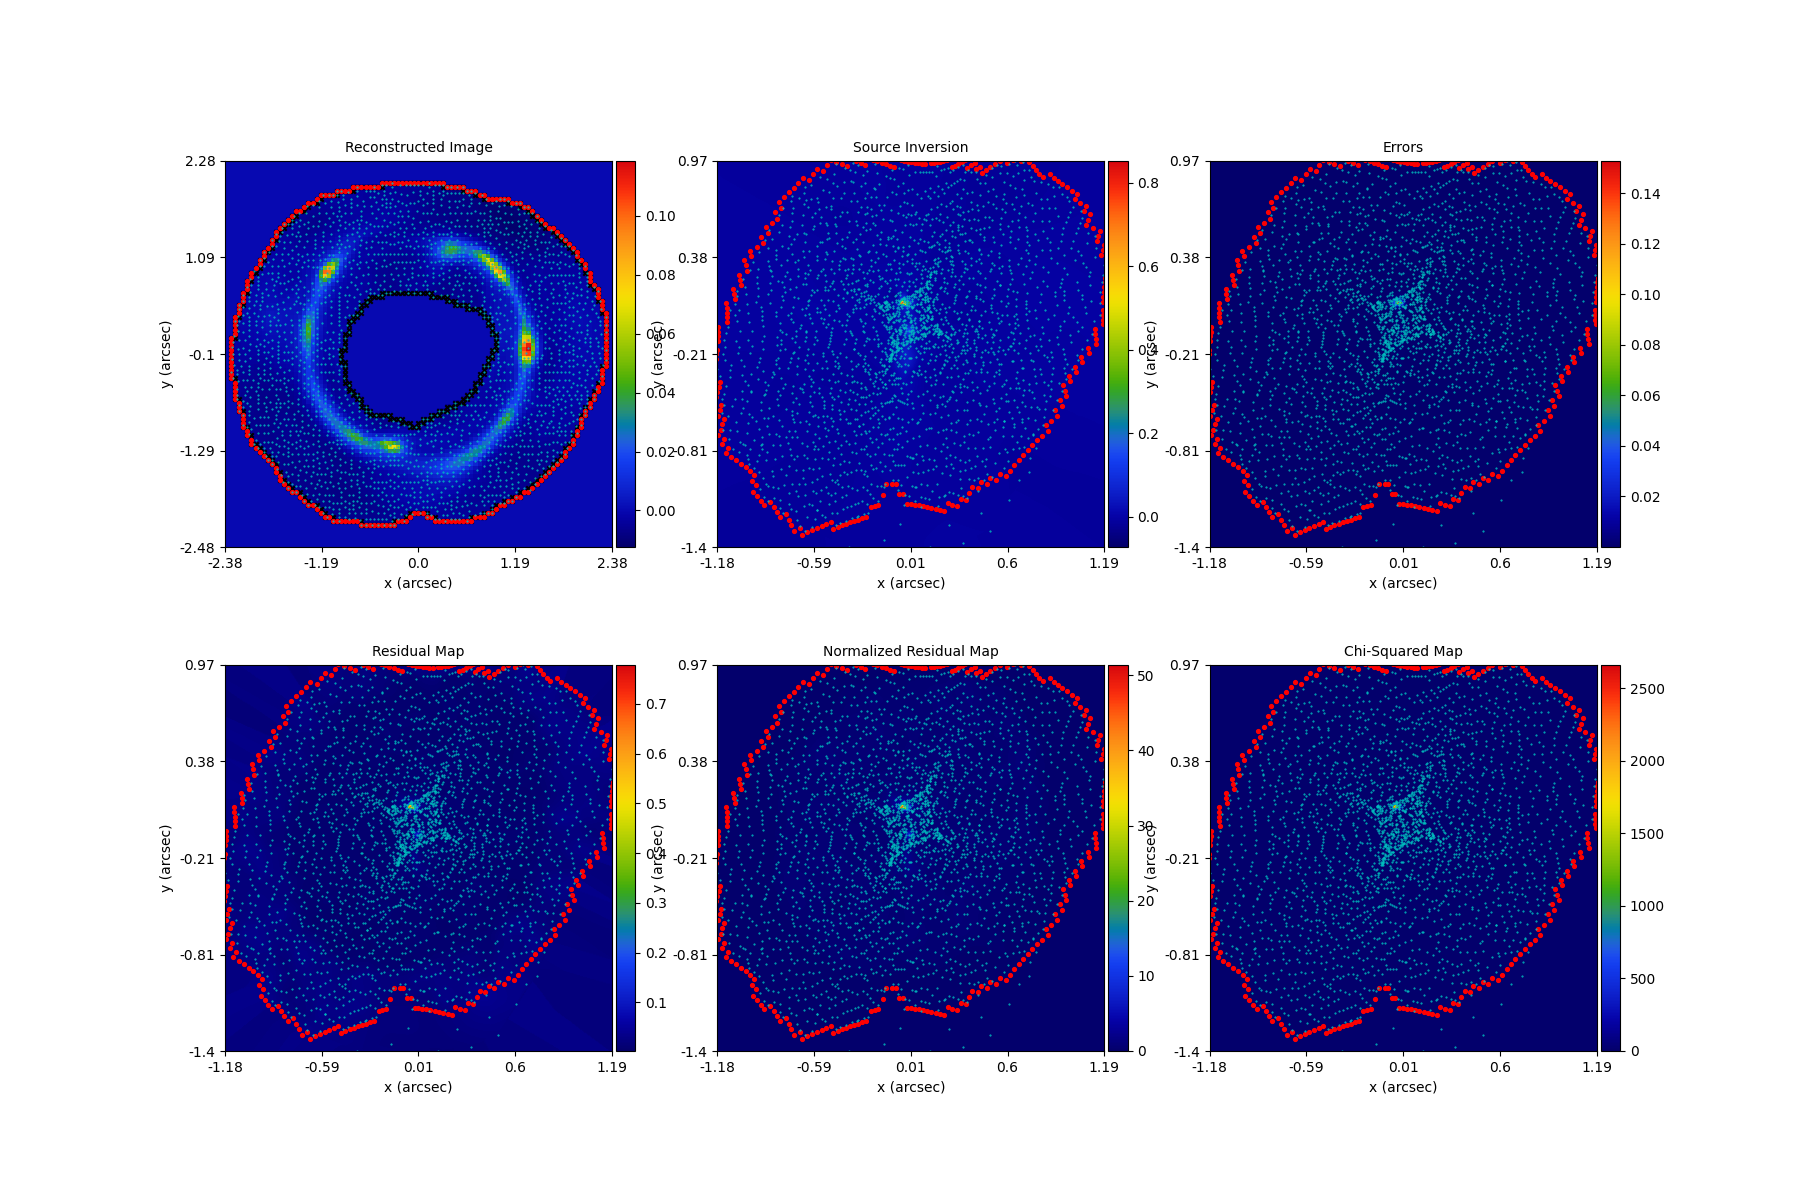 Reconstructed Image
2.28
1.09
-0.1
-1.29
-2.48
y (arcsec)
-2.38 -1.19 0.0 1.19 2.38
x (arcsec)
0.10
0.08
0.06
0.04
0.02
0.00
Source Inversion
0.97
0.38
-0.21
-0.81
-1.4
y (arcsec)
-1.18 -0.59 0.01 0.6 1.19
x (arcsec)
0.8
0.6
0.4
0.2
0.0
Errors
0.97
0.38
-0.21
-0.81
-1.4
y (arcsec)
-1.18 -0.59 0.01 0.6 1.19
x (arcsec)
0.14
0.12
0.10
0.08
0.06
0.04
0.02
Residual Map
0.97
0.38
-0.21
-0.81
-1.4
y (arcsec)
-1.18 -0.59 0.01 0.6 1.19
x (arcsec)
0.7
0.6
0.5
0.4
0.3
0.2
0.1
Normalized Residual Map
0.97
0.38
-0.21
-0.81
-1.4
y (arcsec)
-1.18 -0.59 0.01 0.6 1.19
x (arcsec)
50
40
30
20
10
0
Chi-Squared Map
0.97
0.38
-0.21
-0.81
-1.4
y (arcsec)
-1.18 -0.59 0.01 0.6 1.19
x (arcsec)
2500
2000
1500
1000
500
0